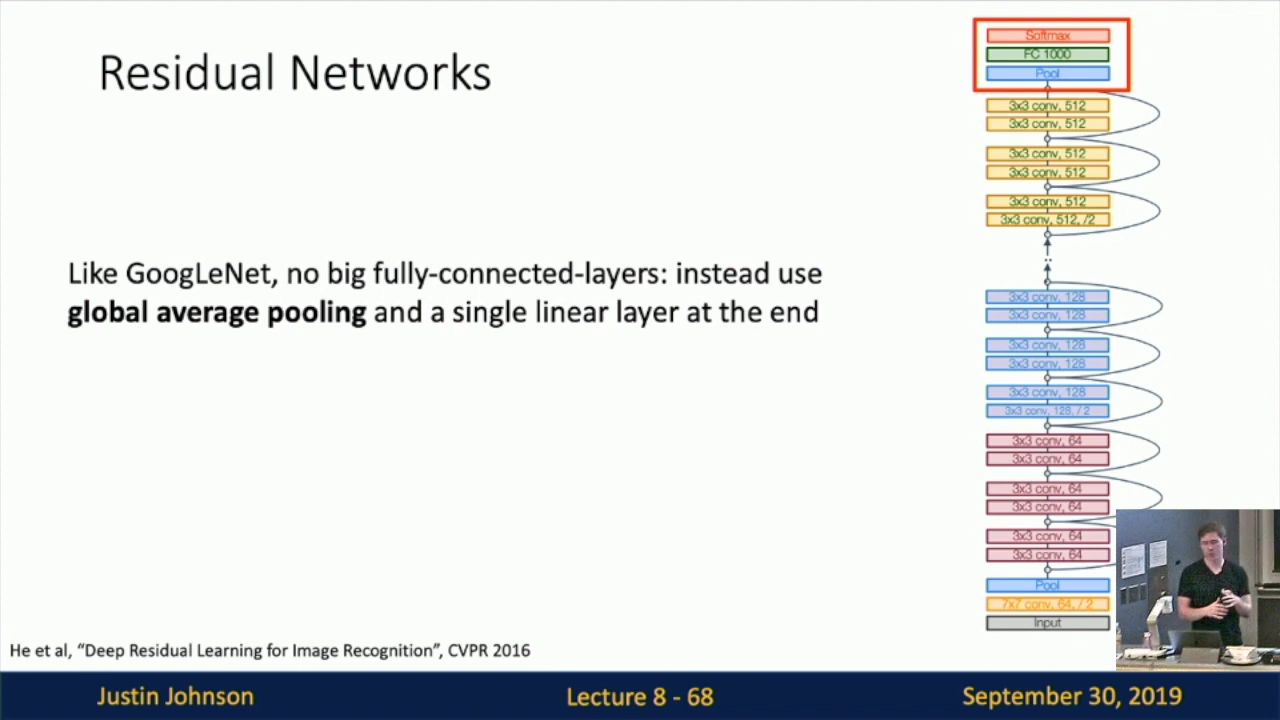 Residual Networks
Like GoogLeNet, no big fully-connected-layers: instead use
global average pooling and a single linear layer at the end
Softmax
FC 1000
Pool
3x3 conv, 512
3x3 conv, 512
3x3 conv, 512
3x3 conv, 512
3x3 conv, 512
3x3 conv, 512, /2
..
3x3 conv, 128
3x3 conv, 128
3x3 conv, 128
3x3 conv, 128
3x3 conv, 128
3x3 conv, 128, / 2
3x3 conv, 64
3x3 conv, 64
3x3 conv, 64
3x3 conv, 64
3x3 conv, 64
3x3 conv, 64
Pool
7x7 conv, 64, / 2
Input
He et al, “Deep Residual Learning for Image Recognition”, CVPR 2016
Justin Johnson
Lecture 8 - 68
September 30, 2019